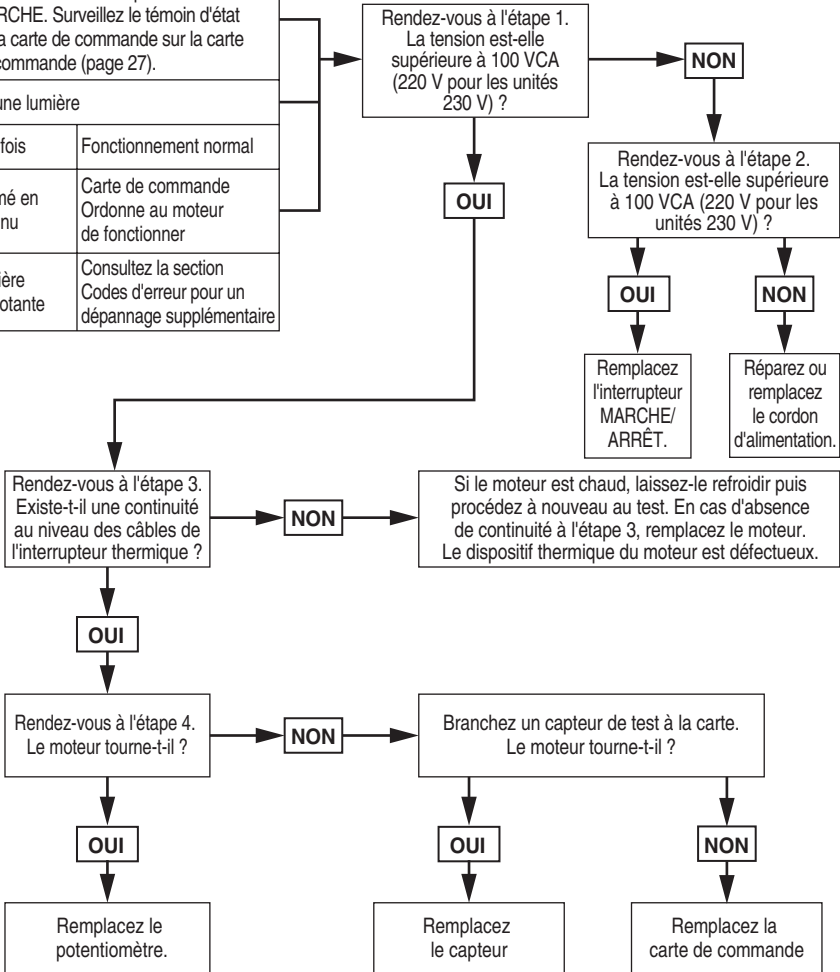 RCHE. Surveillez le témoin d'état
a carte de commande sur la carte
commande (page 27).
une lumière
fois
Fonctionnement normal
mé en
nu
Carte de commande
Ordonne au moteur
de fonctionner
ière
otante
Consultez la section
Codes d'erreur pour un
dépannage supplémentaire
Rendez-vous à l'étape 1.
La tension est-elle
supérieure à 100 VCA
(220 V pour les unités
230 V) ?
NON
OUI
Rendez-vous à l'étape 2.
La tension est-elle supérieure
à 100 VCA (220 V pour les
unités 230 V) ?
OUI
NON
Remplacez
l'interrupteur
MARCHE/
ARRÊT.
Réparez ou
remplacez
le cordon
d'alimentation.
Rendez-vous à l'étape 3.
Existe-t-il une continuité
au niveau des câbles de
l'interrupteur thermique ?
NON
Si le moteur est chaud, laissez-le refroidir puis
procédez à nouveau au test. En cas d'absence
de continuité à l'étape 3, remplacez le moteur.
Le dispositif thermique du moteur est défectueux.
OUI
Rendez-vous à l'étape 4.
Le moteur tourne-t-il ?
NON
Branchez un capteur de test à la carte.
Le moteur tourne-t-il ?
OUI
OUI
NON
Remplacez le
potentiomètre.
Remplacez
le capteur
Remplacez la
carte de commande